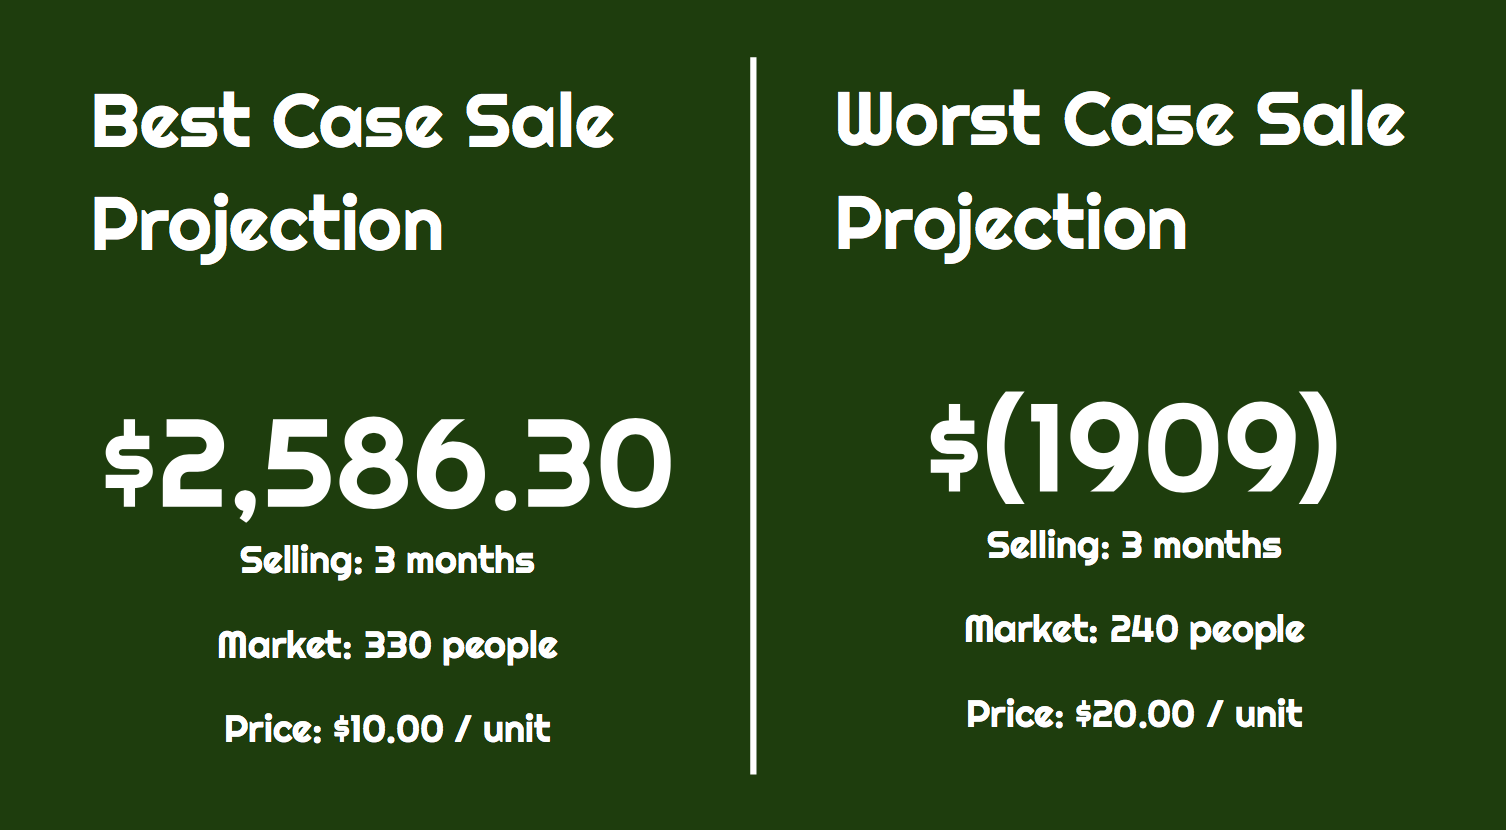 Best Case Sale
Projection
$2,586.30
Selling: 3 months
Market: 330 people
Price: $10.00 / unit
Worst Case Sale
Projection
$(1909)
Selling: 3 months
Market: 240 people
Price: $20.00 / unit